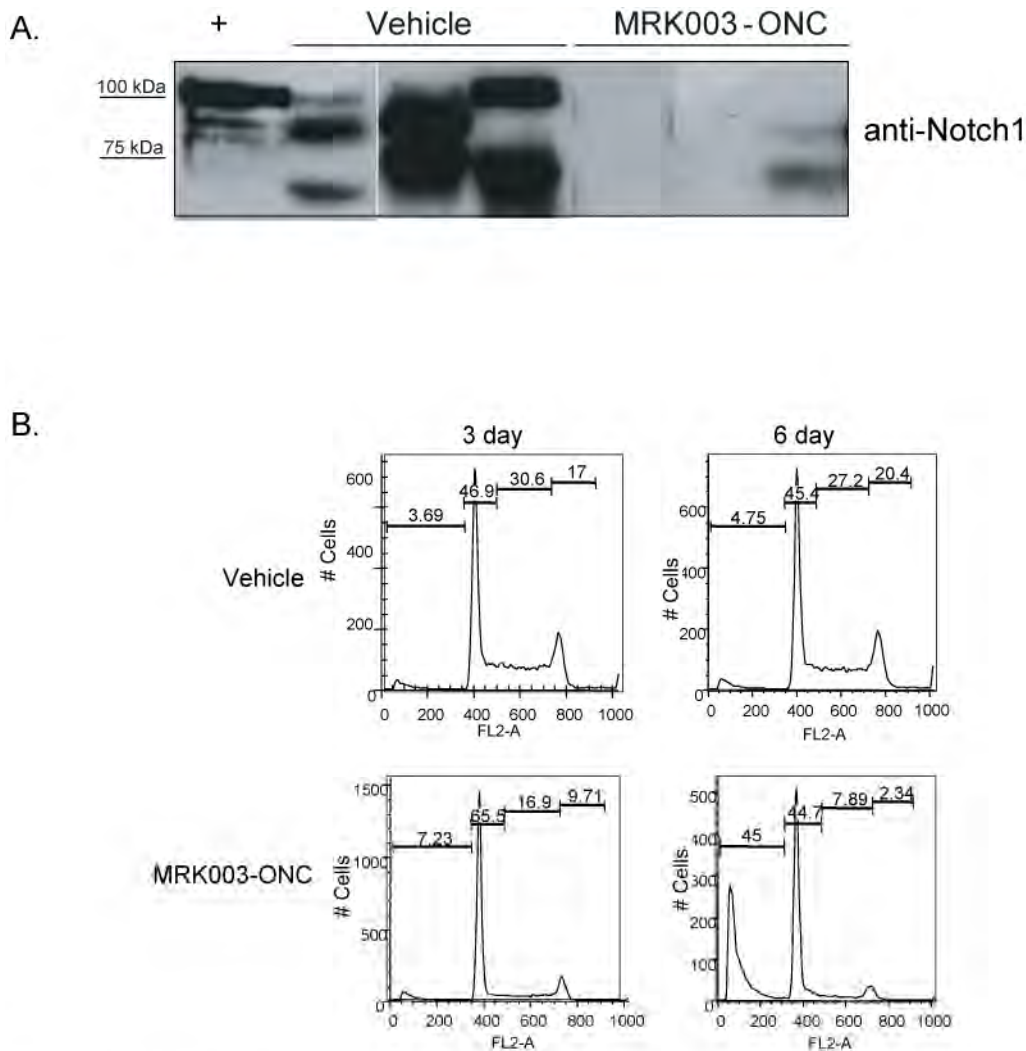 A.
+ Vehicle MRK003-ONC
100 kDa
75 kDa
anti-Notch1
B.
3 day 6 day
Vehicle
# Cells
600
400
200
0
3.69 46.9 30.6 17
0 200 400 600 800 1000
FL2-A
# Cells
600
400
200
0
4.75 45.4 27.2 20.4
0 200 400 600 800 1000
FL2-A
MRK003-ONC
# Cells
1500
1000
500
0
7.23 65.5 16.9 9.71
0 200 400 600 800 1000
FL2-A
# Cells
500
400
300
200
100
0
45 44.7 7.89 2.34
0 200 400 600 800 1000
FL2-A